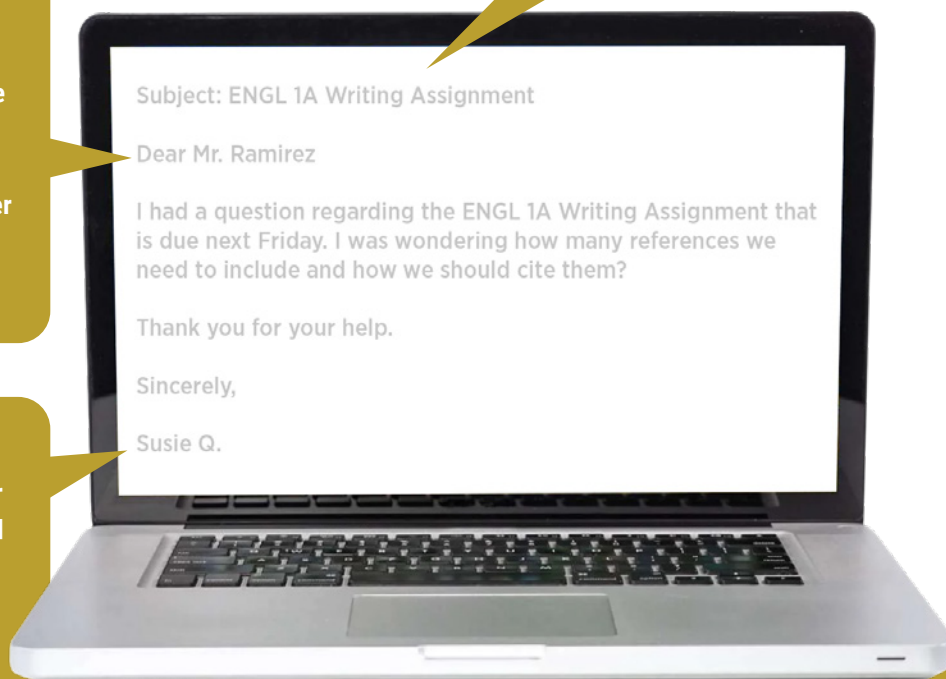 Subject: ENGL 1A Writing Assignment
Dear Mr. Ramirez
I had a question regarding the ENGL 1A Writing Assignment that
is due next Friday. I was wondering how many references we
need to include and how we should cite them?
Thank you for your help.
Sincerely,
Susie Q.